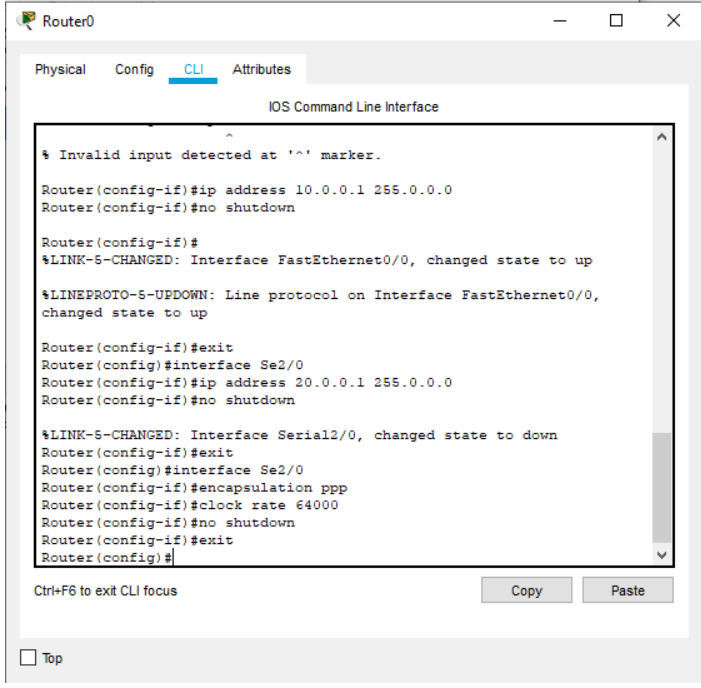 Router0
Physical Config CLI Attributes
IOS Command Line Interface
^
% Invalid input detected at '^' marker.
Router(config-if)#ip address 10.0.0.1 255.0.0.0
Router(config-if)#no shutdown
Router(config-if)#
%LINK-5-CHANGED: Interface FastEthernet0/0, changed state to up
%LINEPROTO-5-UPDOWN: Line protocol on Interface FastEthernet0/0,
changed state to up
Router(config-if)#exit
Router(config)#interface Se2/0
Router(config-if)#ip address 20.0.0.1 255.0.0.0
Router(config-if)#no shutdown
%LINK-5-CHANGED: Interface Serial2/0, changed state to down
Router(config-if)#exit
Router(config)#interface Se2/0
Router(config-if)#encapsulation ppp
Router(config-if)#clock rate 64000
Router(config-if)#no shutdown
Router(config-if)#exit
Router(config)#
Ctrl+F6 to exit CLI focus
Copy Paste
Top